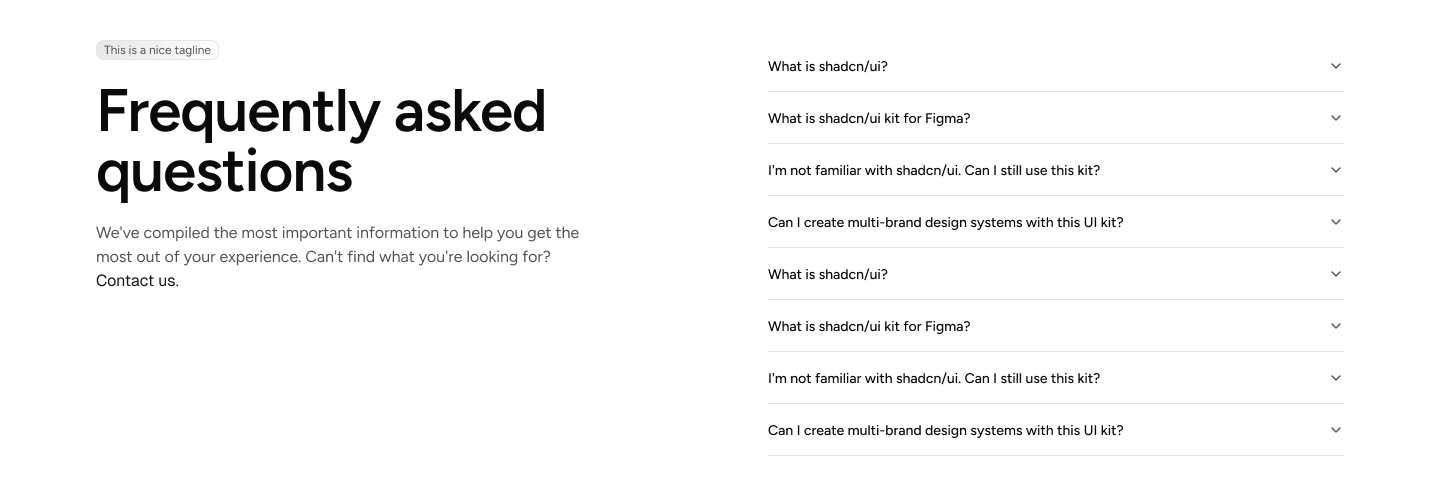 This is a nice tagline
Frequently asked
questions
We've compiled the most important information to help you get the
most out of your experience. Can't find what you're looking for?
Contact us.
What is shadcn/ui?
What is shadcn/ui kit for Figma?
I'm not familiar with shadcn/ui. Can I still use this kit?
Can I create multi-brand design systems with this UI kit?
What is shadcn/ui?
What is shadcn/ui kit for Figma?
I'm not familiar with shadcn/ui. Can I still use this kit?
Can I create multi-brand design systems with this UI kit?